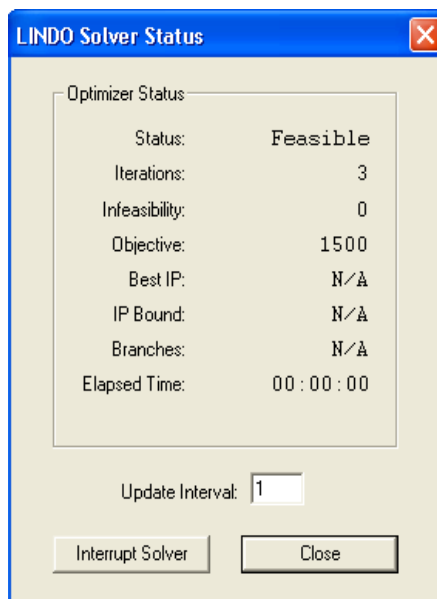 LINDO Solver Status
Optimizer Status
Status: Feasible
Iterations: 3
Infeasibility: 0
Objective: 1500
Best IP: N/A
IP Bound: N/A
Branches: N/A
Elapsed Time: 00:00:00
Update Interval: 1
Interrupt Solver Close